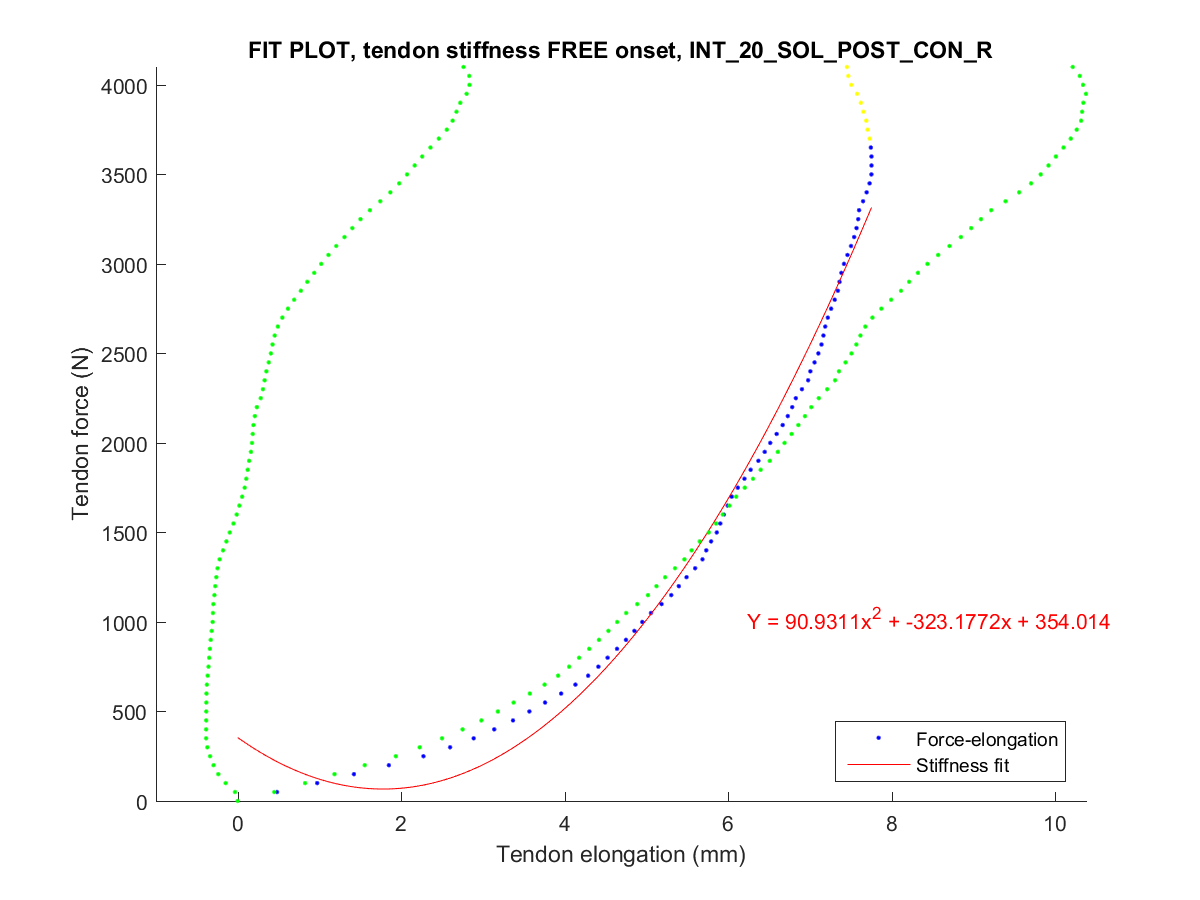 FIT PLOT, tendon stiffness FREE onset, INT_20_SOL_POST_CON_R
4000
3500
3000
2500
2000
1500
1000
500
0
Tendon force (N)
Y = 90.9311x² + -323.1772x + 354.014
Force-elongation
Stiffness fit
0
2
4
6
8
10
Tendon elongation (mm)